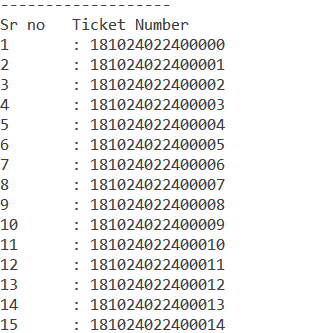 -------------------
Sr no   Ticket Number
1       : 181024022400000
2       : 181024022400001
3       : 181024022400002
4       : 181024022400003
5       : 181024022400004
6       : 181024022400005
7       : 181024022400006
8       : 181024022400007
9       : 181024022400008
10      : 181024022400009
11      : 181024022400010
12      : 181024022400011
13      : 181024022400012
14      : 181024022400013
15      : 181024022400014